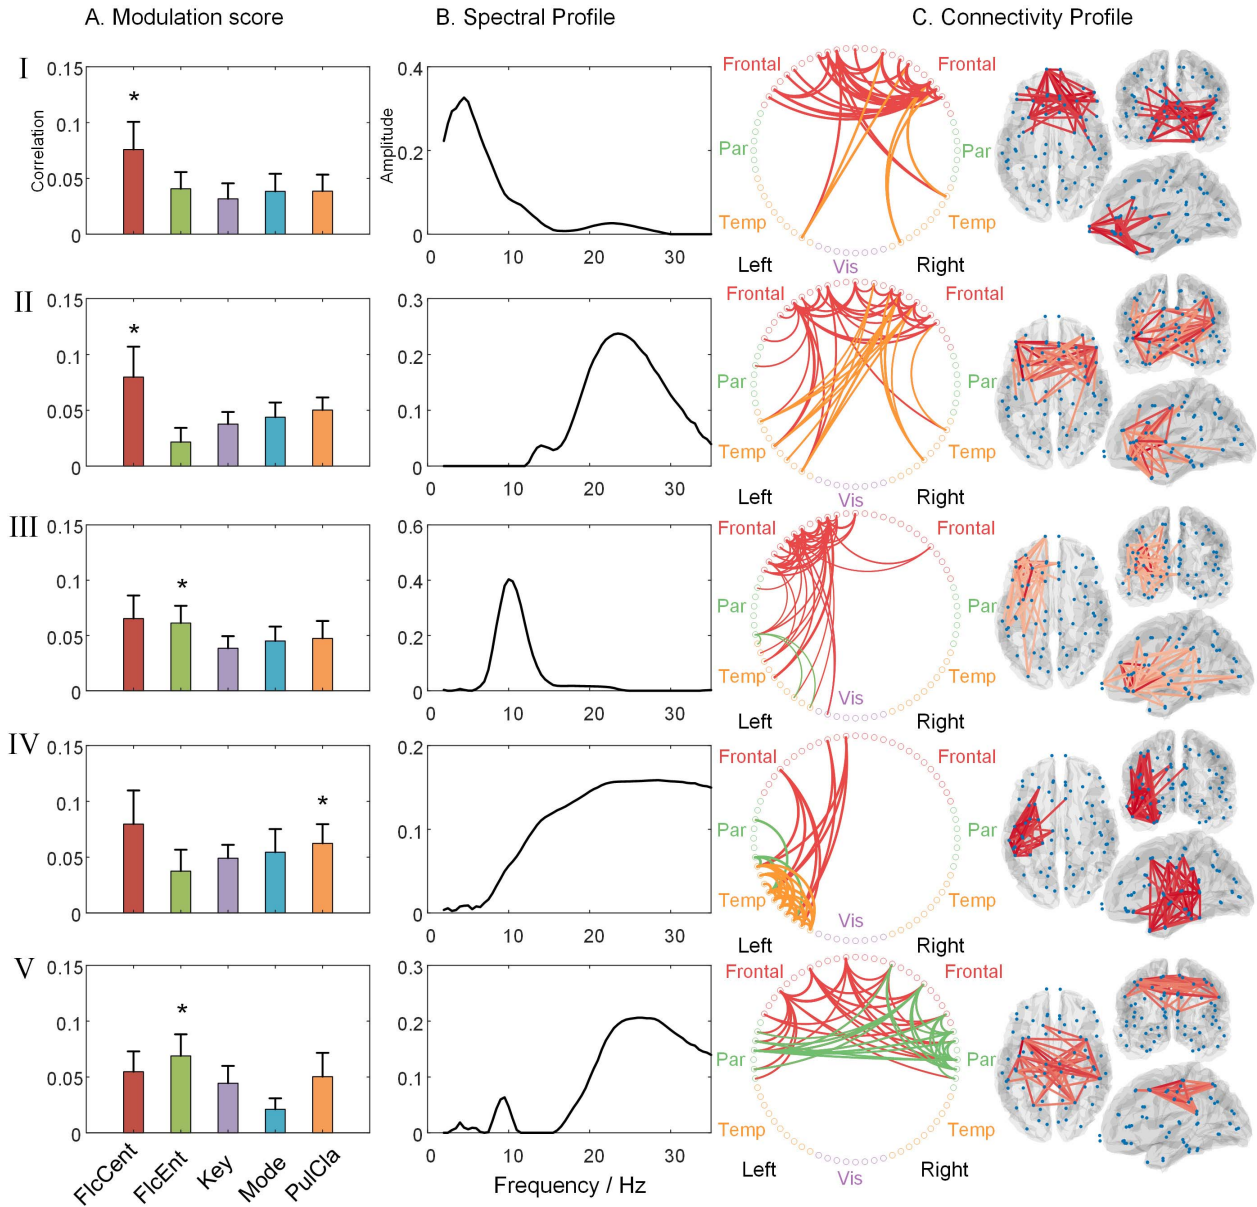 A. Modulation score
B. Spectral Profile
C. Connectivity Profile
I
0.15
0.1
0.05
0
Correlation
*
0.4
0.2
0
Amplitude
10
20
30
Frontal
Frontal
Par
Par
Temp
Temp
Left
Vis
Right
II
0.15
0.1
0.05
0
*
0.3
0.2
0.1
0
10
20
30
Frontal
Frontal
Par
Par
Temp
Temp
Left
Vis
Right
III
0.15
0.1
0.05
0
*
0.6
0.4
0.2
0
10
20
30
Frontal
Frontal
Par
Par
Temp
Temp
Left
Vis
Right
IV
0.15
0.1
0.05
0
*
0.2
0.1
0
10
20
30
Frontal
Frontal
Par
Par
Temp
Temp
Left
Vis
Right
V
0.15
0.1
0.05
0
*
FlcCent
FlcEnt
Key
Mode
PulCla
0.3
0.2
0.1
0
10
20
30
Frequency / Hz
Frontal
Frontal
Par
Par
Temp
Temp
Left
Vis
Right